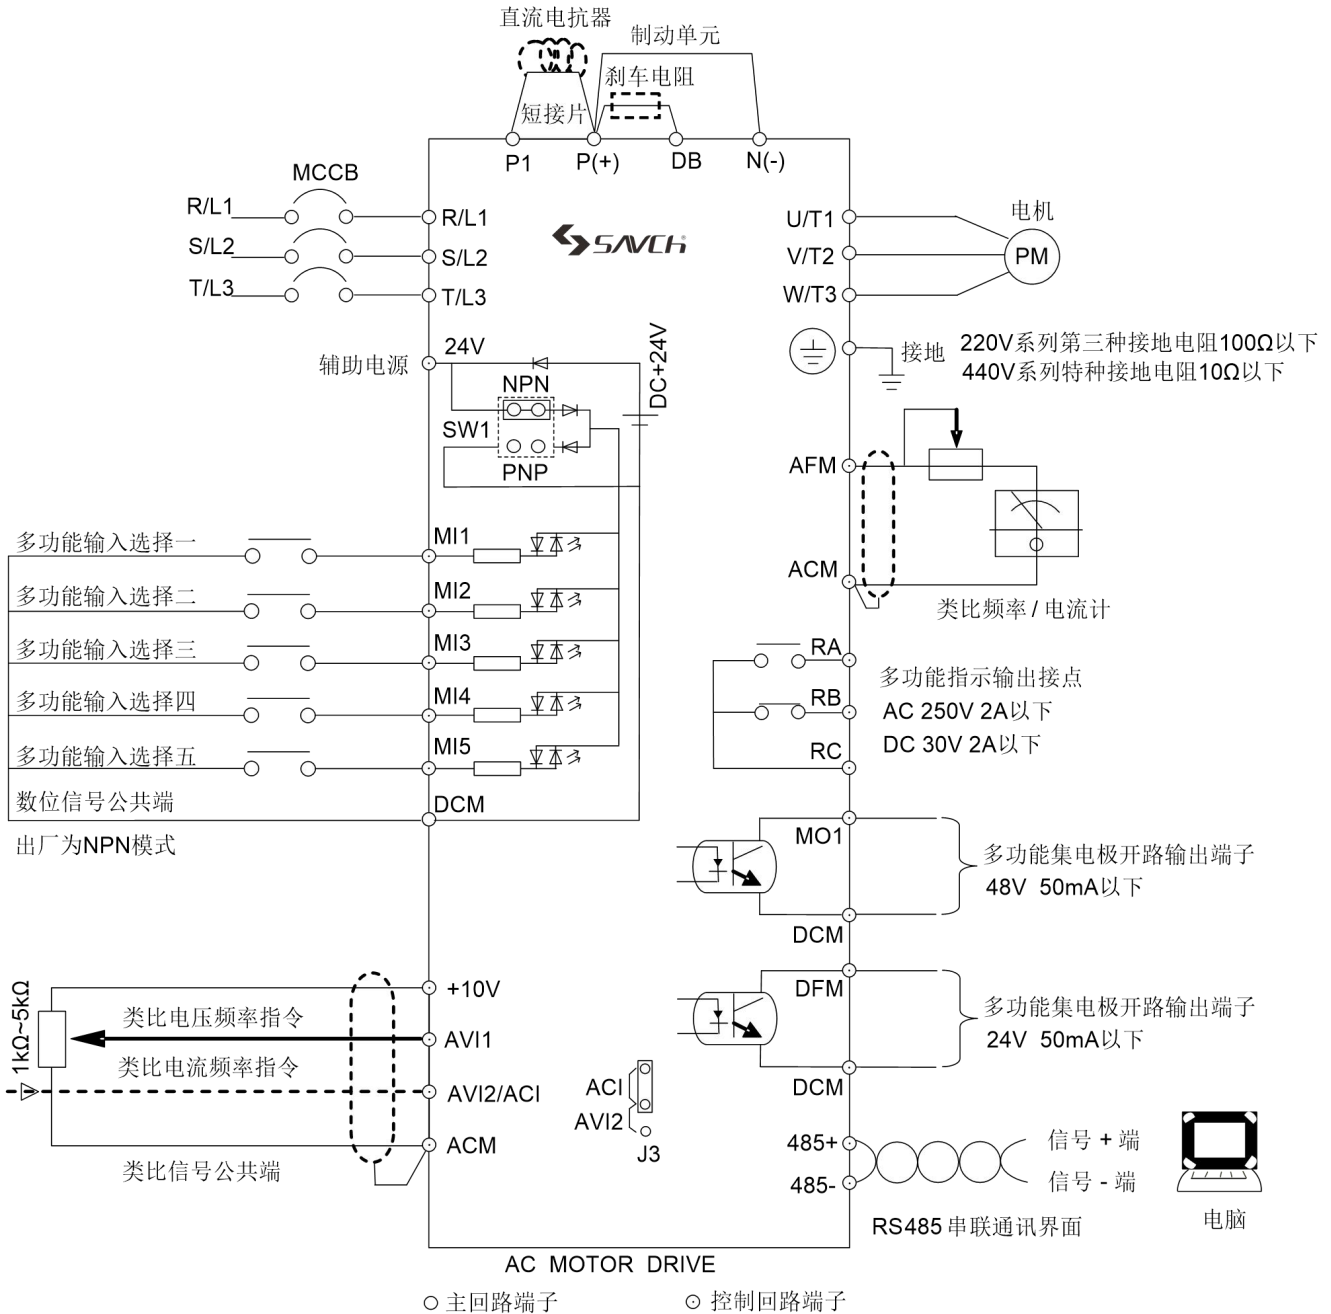 直流电抗器
制动单元
刹车电阻
短接片
P1
P(+)
DB
N(-)
MCCB
R/L1
S/L2
T/L3
R/L1
S/L2
T/L3
SAVCH
U/T1
V/T2
W/T3
电机
PM
接地
220V系列第三种接地电阻100Ω以下
440V系列特种接地电阻10Ω以下
辅助电源
24V
NPN
SW1
PNP
DC+24V
AFM
ACM
类比频率 / 电流计
多功能输入选择一
MI1
多功能输入选择二
MI2
多功能输入选择三
MI3
多功能输入选择四
MI4
多功能输入选择五
MI5
数位信号公共端
DCM
出厂为NPN模式
RA
RB
RC
多功能指示输出接点
AC 250V 2A以下
DC 30V 2A以下
MO1
DCM
多功能集电极开路输出端子
48V 50mA以下
DFM
DCM
多功能集电极开路输出端子
24V 50mA以下
1kΩ~5kΩ
+10V
类比电压频率指令
AVI1
类比电流频率指令
AVI2/ACI
ACM
类比信号公共端
ACI
AVI2
J3
485+
485-
信号 + 端
信号 - 端
RS485 串联通讯界面
电脑
AC MOTOR DRIVE
主回路端子
控制回路端子